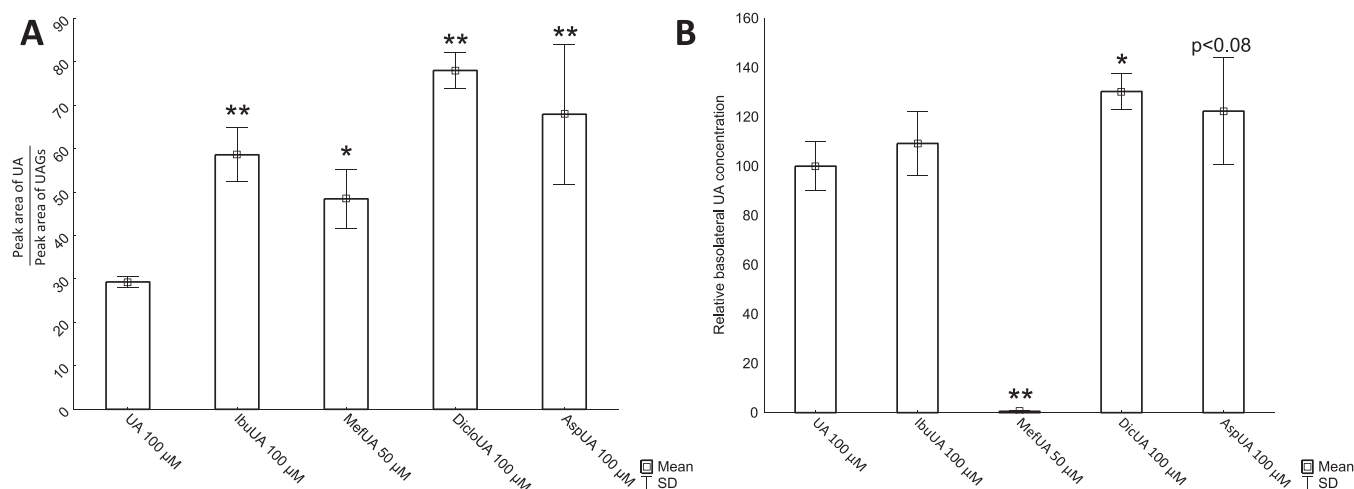 A
Peak area of UA
Peak area of UAGs
90
80
70
60
50
40
30
20
10
0
**
*
**
**
UA 100 µM
IbuUA 100 µM
MefUA 50 µM
DicloUA 100 µM
AspUA 100 µM
Mean
SD
B
Relative basolateral UA concentration
160
140
120
100
80
60
40
20
0
**
*
p<0.08
UA 100 µM
IbuUA 100 µM
MefUA 50 µM
DicUA 100 µM
AspUA 100 µM
Mean
SD